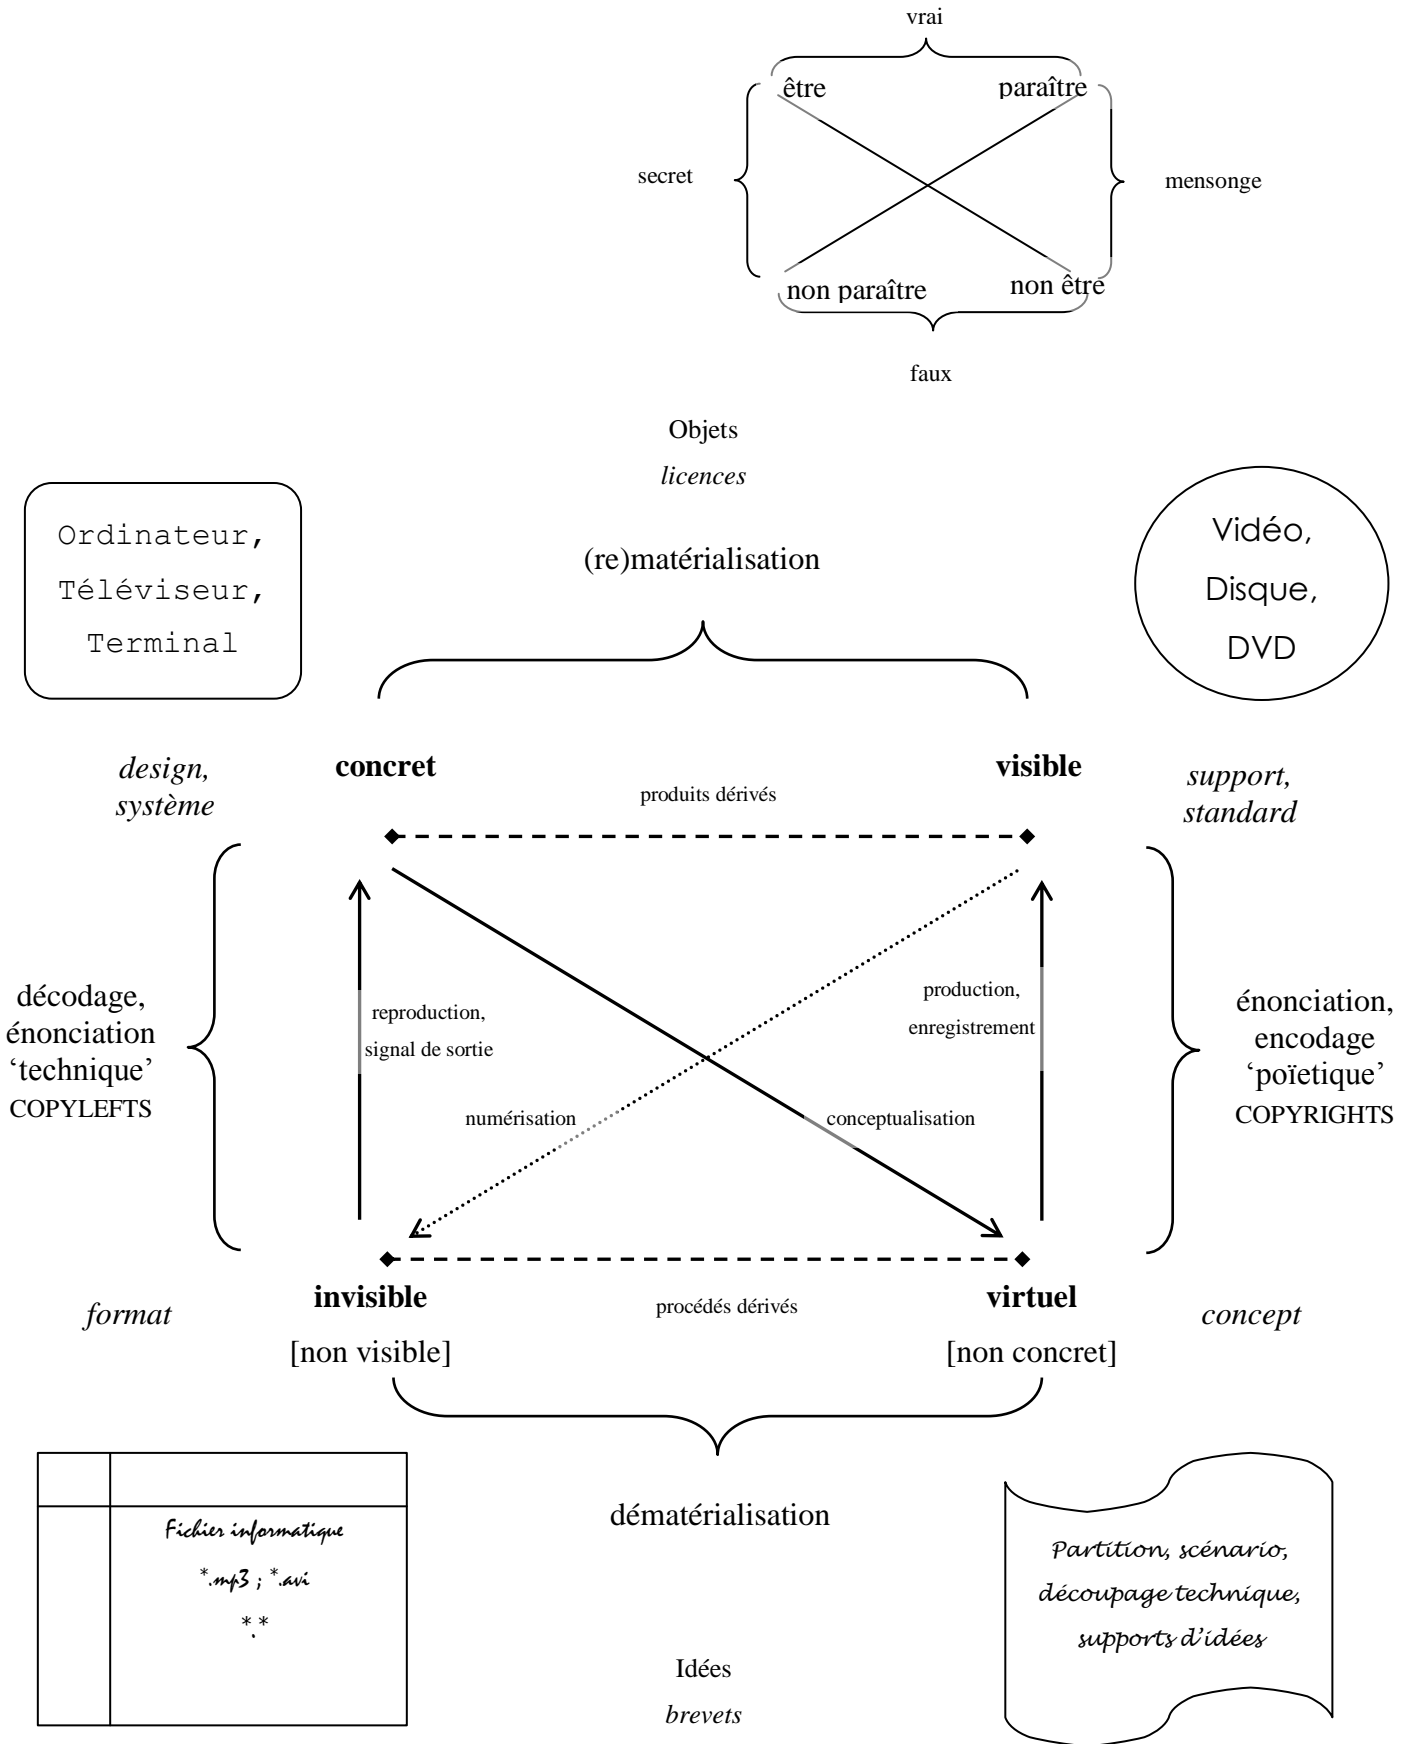 vrai
être
paraître
secret
mensonge
non paraître
non être
faux
Objets
licences
Ordinateur,
Téléviseur,
Terminal
(re)matérialisation
Vidéo,
Disque,
DVD
design,
système
concret
visible
support,
standard
produits dérivés
décodage,
énonciation
‘technique’
COPYLEFTS
reproduction,
signal de sortie
production,
enregistrement
énonciation,
encodage
‘poïetique’
COPYRIGHTS
numérisation
conceptualisation
format
invisible
[non visible]
procédés dérivés
virtuel
[non concret]
concept
dématérialisation
Fichier informatique
*.mp3 ; *.avi
*.*
Partition, scénario,
découpage technique,
supports d’idées
Idées
brevets